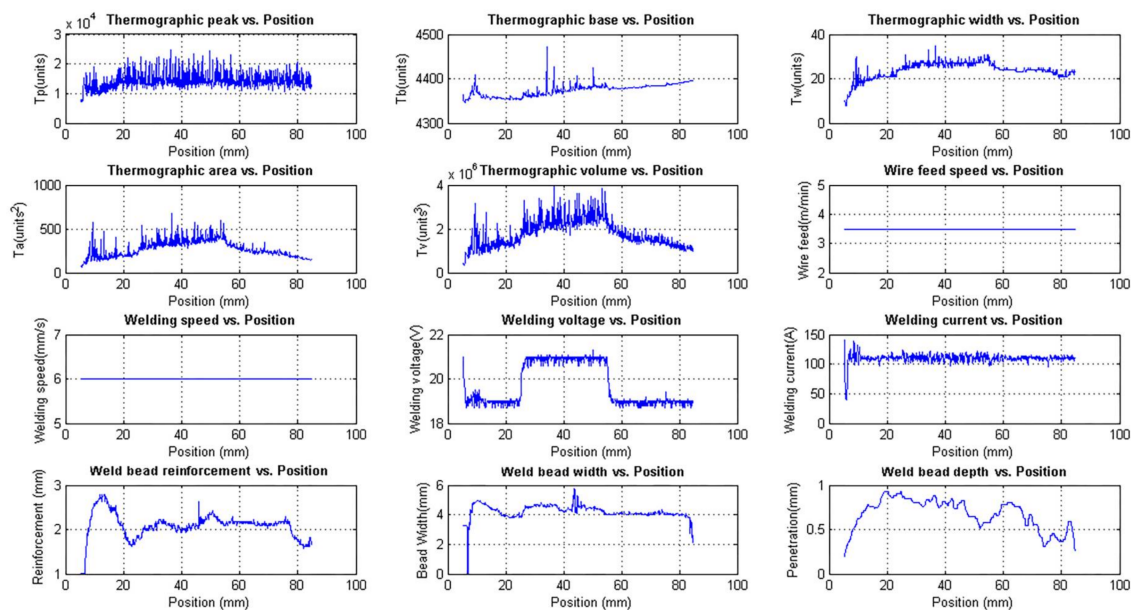 Thermographic peak vs. Position
x 10^4
3
2
1
0
Tp(units)
0 20 40 60 80 100
Position (mm)
Thermographic base vs. Position
4500
4400
4300
Tb(units)
0 20 40 60 80 100
Position (mm)
Thermographic width vs. Position
40
20
0
Tw(units)
0 20 40 60 80 100
Position (mm)
Thermographic area vs. Position
1000
500
0
Ta(units²)
0 20 40 60 80 100
Position (mm)
x 10^6 Thermographic volume vs. Position
4
2
0
Tv(units³)
0 20 40 60 80 100
Position (mm)
Wire feed speed vs. Position
5
4
3
2
Wire feed(m/min)
0 20 40 60 80 100
Position (mm)
Welding speed vs. Position
7
6
5
Welding speed(mm/s)
0 20 40 60 80 100
Position (mm)
Welding voltage vs. Position
22
21
20
19
18
Welding voltage(V)
0 20 40 60 80 100
Position (mm)
Welding current vs. Position
150
100
50
0
Welding current(A)
0 20 40 60 80 100
Position (mm)
Weld bead reinforcement vs. Position
3
2
1
Reinforcement (mm)
0 20 40 60 80 100
Position (mm)
Weld bead width vs. Position
6
4
2
0
Bead Width(mm)
0 20 40 60 80 100
Position (mm)
Weld bead depth vs. Position
1
0.5
0
Penetration(mm)
0 20 40 60 80 100
Position (mm)